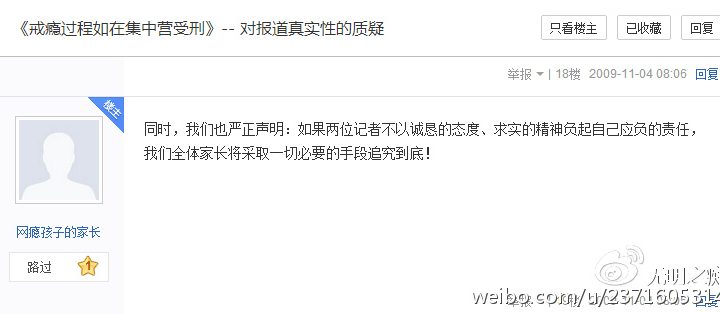 《戒瘾过程如在集中营受刑》-- 对报道真实性的质疑
只看楼主 已收藏 回复
举报 | 18楼 2009-11-04 08:06 回复
楼主
同时，我们也严正声明：如果两位记者不以诚恳的态度、求实的精神负起自己应负的责任，
我们全体家长将采取一切必要的手段追究到底！
网瘾孩子的家长
路过 1
weibo.com/u/2371605314
举报